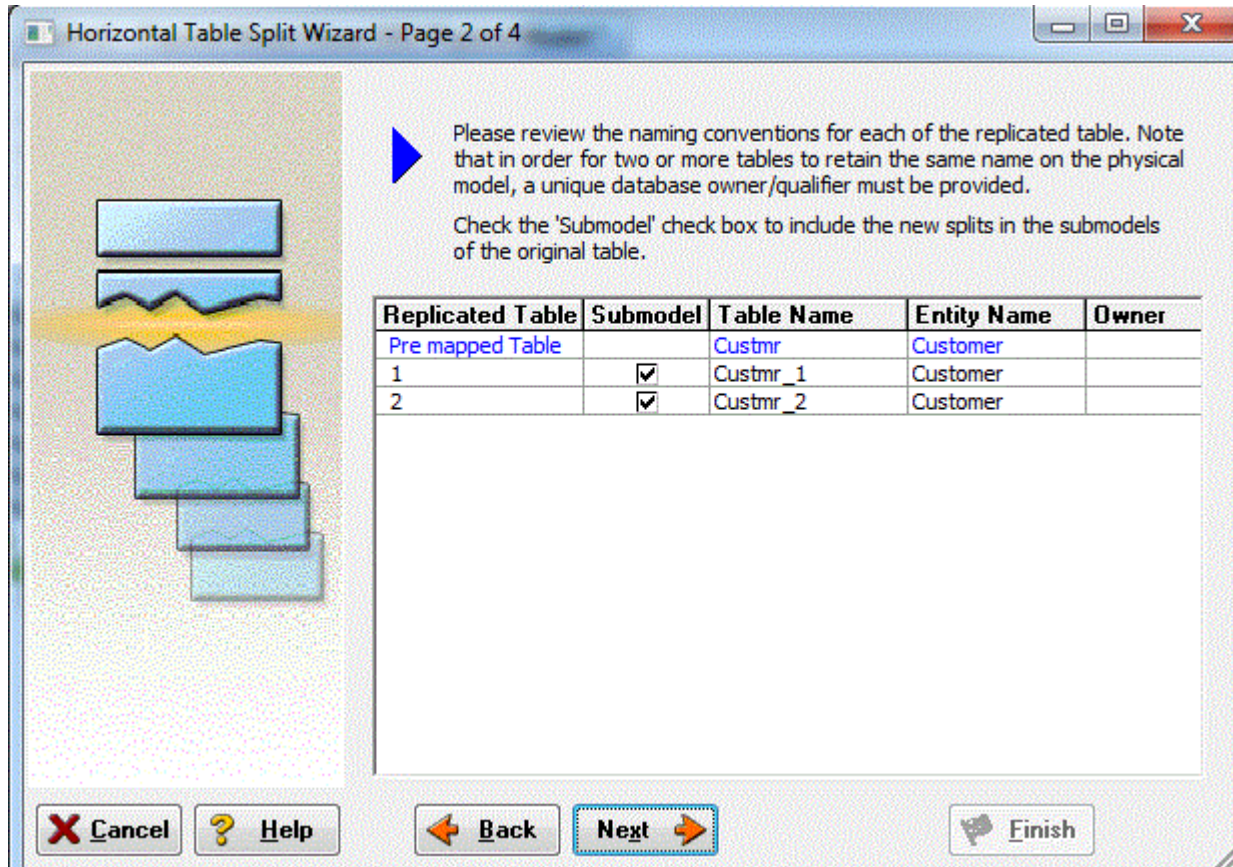 Horizontal Table Split Wizard - Page 2 of 4
Please review the naming conventions for each of the replicated table. Note
that in order for two or more tables to retain the same name on the physical
model, a unique database owner/qualifier must be provided.
Check the 'Submodel' check box to include the new splits in the submodels
of the original table.
Replicated Table Submodel Table Name Entity Name Owner
Pre mapped Table Custmr Customer
1 Custmr_1 Customer
2 Custmr_2 Customer
Cancel Help Back Next Finish